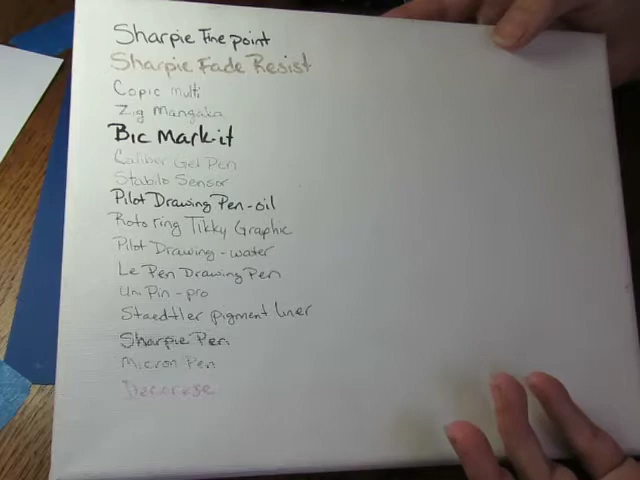 Sharpie Fine point
Sharpie Fade Resist
Copic multi
Zig Mangaka
Bic Mark-it
Caliber Gel Pen
Stabilo Sensor
Pilot Drawing Pen-oil
Rotoring Tikky Graphic
Pilot Drawing - water
Le Pen Drawing Pen
Uni Pin - pro
Staedtler pigment liner
Sharpie Pen
Micron Pen